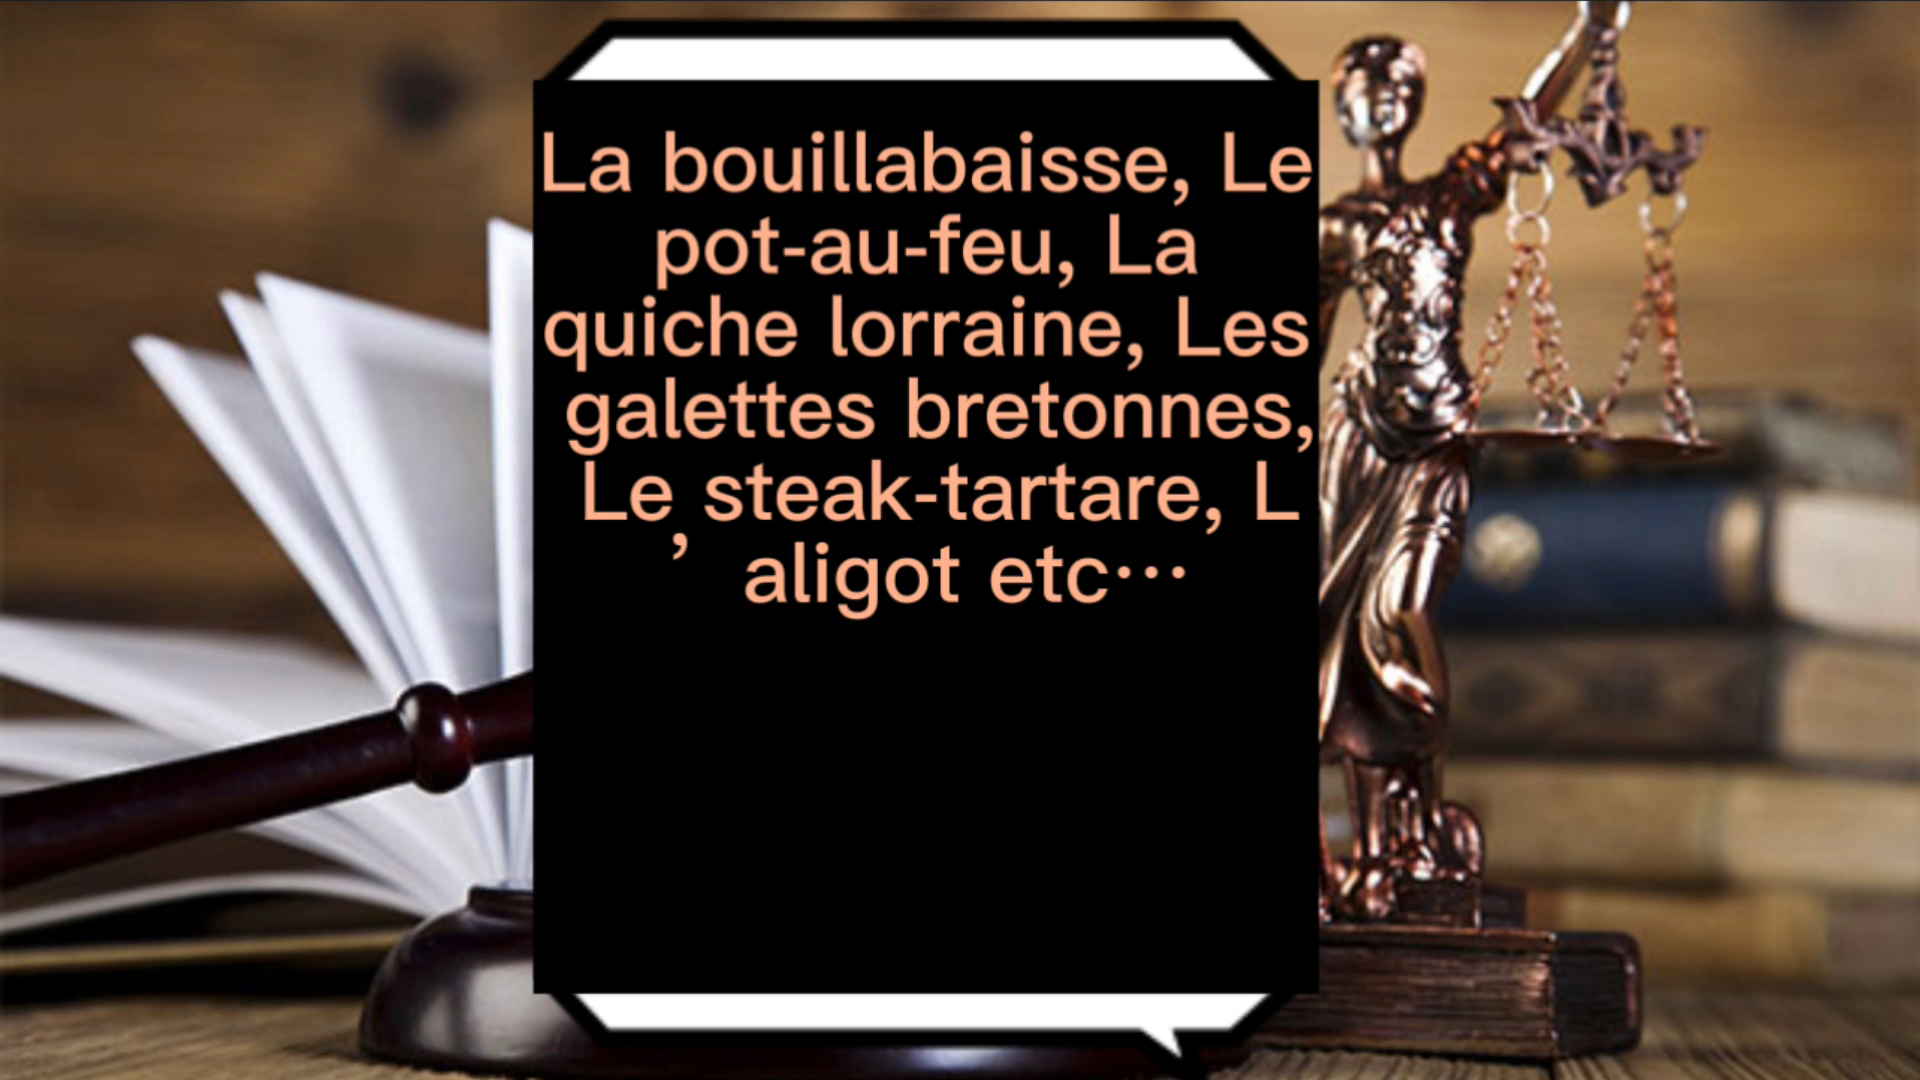 La bouillabaisse, Le
pot-au-feu, La
quiche lorraine, Les
galettes bretonnes,
Le steak-tartare, L
’ aligot etc…